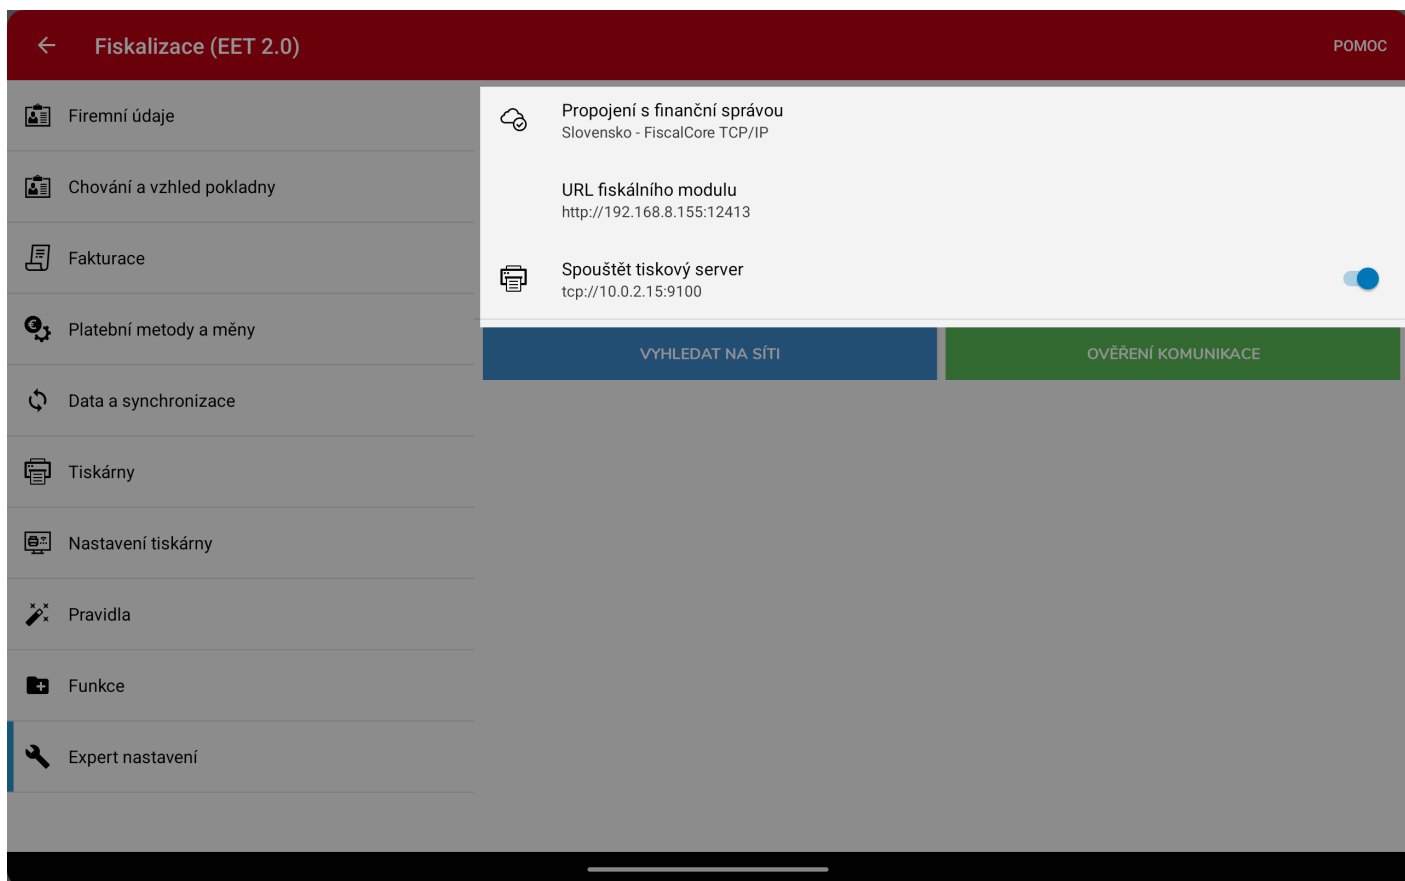 Fiskalizace (EET 2.0)
POMOC
Firemní údaje
Chování a vzhled pokladny
Fakturace
Platební metody a měny
Data a synchronizace
Tiskárny
Nastavení tiskárny
Pravidla
Funkce
Expert nastavení
Propojení s finanční správou
Slovensko - FiscalCore TCP/IP
URL fiskálního modulu
http://192.168.8.155:12413
Spouštět tiskový server
tcp://10.0.2.15:9100
VYHLEDAT NA SÍTI
OVĚŘENÍ KOMUNIKACE